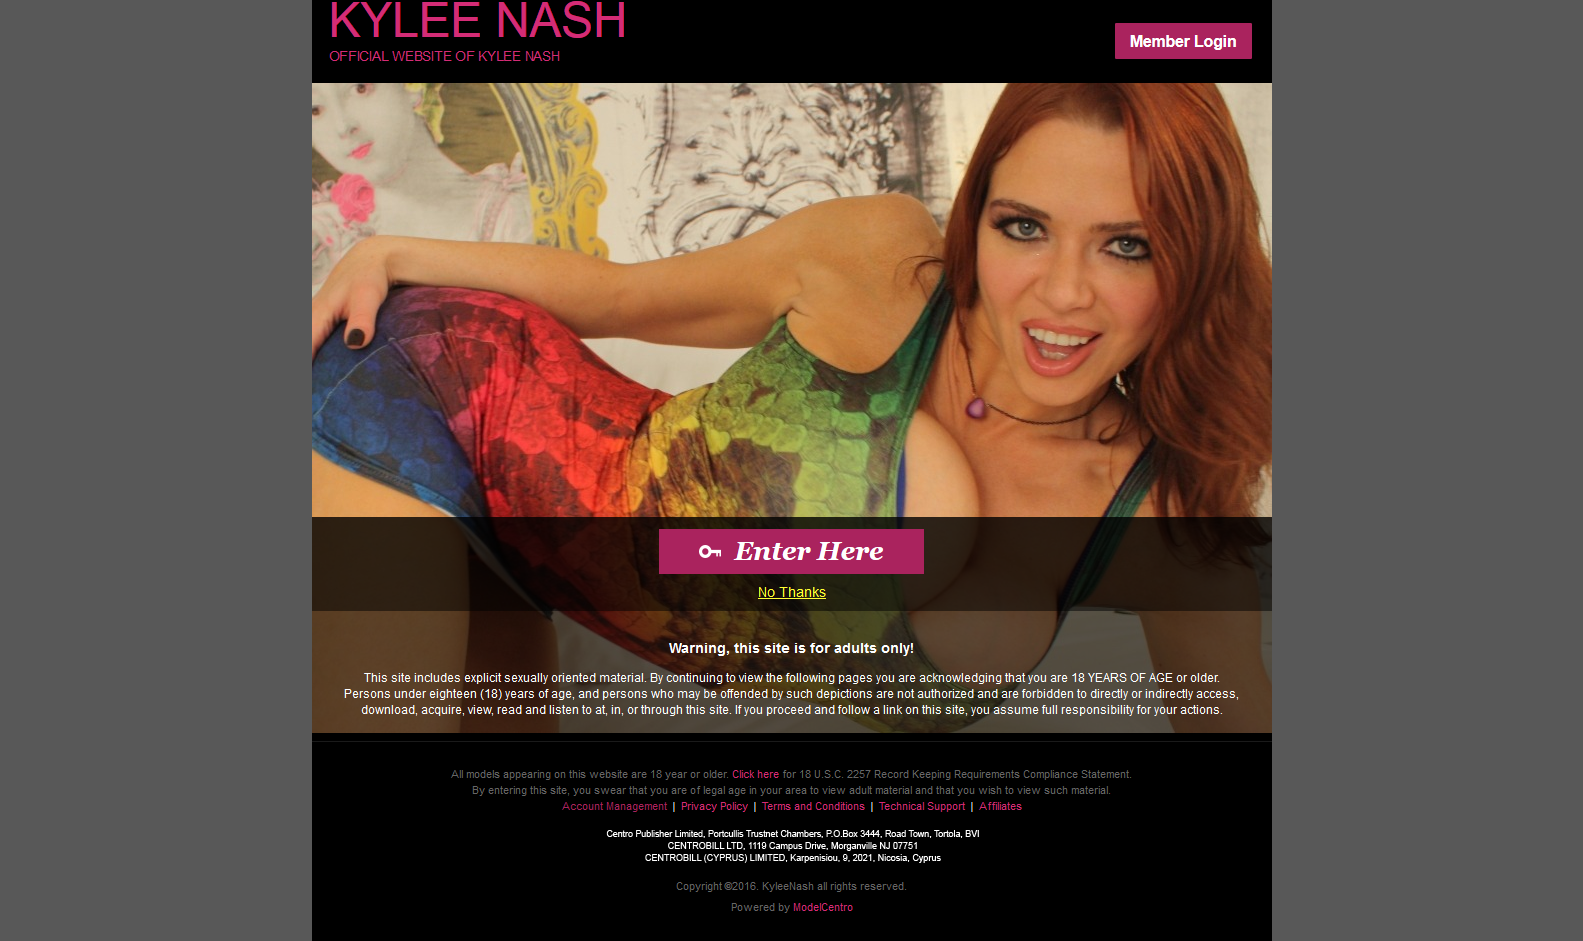 KYLEE NASH
OFFICIAL WEBSITE OF KYLEE NASH
Member Login
Enter Here
No Thanks
Warning, this site is for adults only!
This site includes explicit sexually oriented material. By continuing to view the following pages you are acknowledging that you are 18 YEARS OF AGE or older.
Persons under eighteen (18) years of age, and persons who may be offended by such depictions are not authorized and are forbidden to directly or indirectly access,
download, acquire, view, read and listen to at, in, or through this site. If you proceed and follow a link on this site, you assume full responsibility for your actions.
All models appearing on this website are 18 year or older. Click here for 18 U.S.C. 2257 Record Keeping Requirements Compliance Statement.
By entering this site, you swear that you are of legal age in your area to view adult material and that you wish to view such material.
Account Management | Privacy Policy | Terms and Conditions | Technical Support | Affiliates
Centro Publisher Limited, Portcullis Trustnet Chambers, P.O.Box 3444, Road Town, Tortola, BVI
CENTROBILL LTD, 1119 Campus Drive, Morganville NJ 07751
CENTROBILL (CYPRUS) LIMITED, Karpenisiou, 9, 2021, Nicosia, Cyprus
Copyright ©2016. KyleeNash all rights reserved.
Powered by ModelCentro